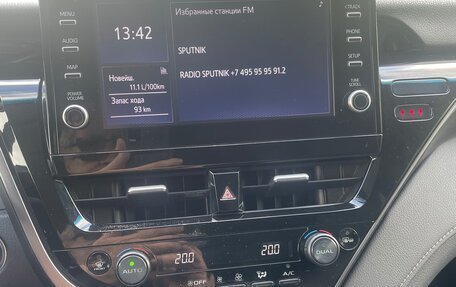 MENU
AUDIO
MAP
POWER
VOLUME
13:42
Новейш.
11.1 L/100km
Запас хода
93 km
Избранные станции FM
SPUTNIK
RADIO SPUTNIK +7 495 95 95 91.2
<TRACK
PHONE
SETUP
TUNE
SCROLL
20.0
20.0
AUTO
DUAL
A/C